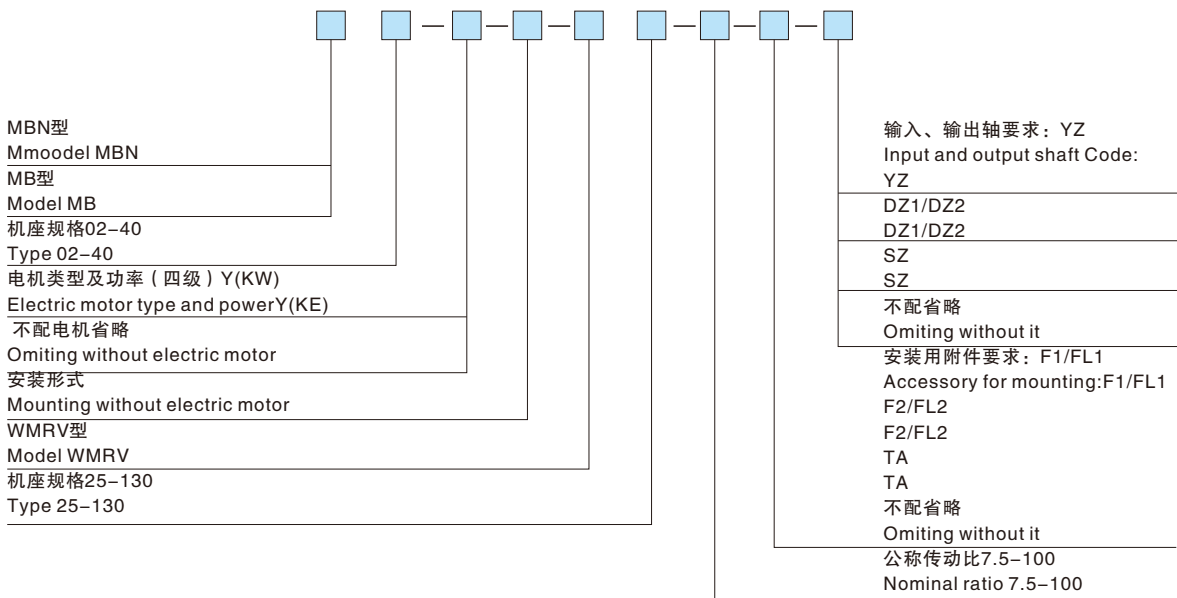 MBN型
Mmoodel MBN
MB型
Model MB
机座规格02–40
Type 02–40
电机类型及功率（四级）Y(KW)
Electric motor type and powerY(KE)
不配电机省略
Omiting without electric motor
安装形式
Mounting without electric motor
WMRV型
Model WMRV
机座规格25–130
Type 25–130
输入、输出轴要求：YZ
Input and output shaft Code:
YZ
DZ1/DZ2
DZ1/DZ2
SZ
SZ
不配省略
Omiting without it
安装用附件要求：F1/FL1
Accessory for mounting:F1/FL1
F2/FL2
F2/FL2
TA
TA
不配省略
Omiting without it
公称传动比7.5–100
Nominal ratio 7.5–100